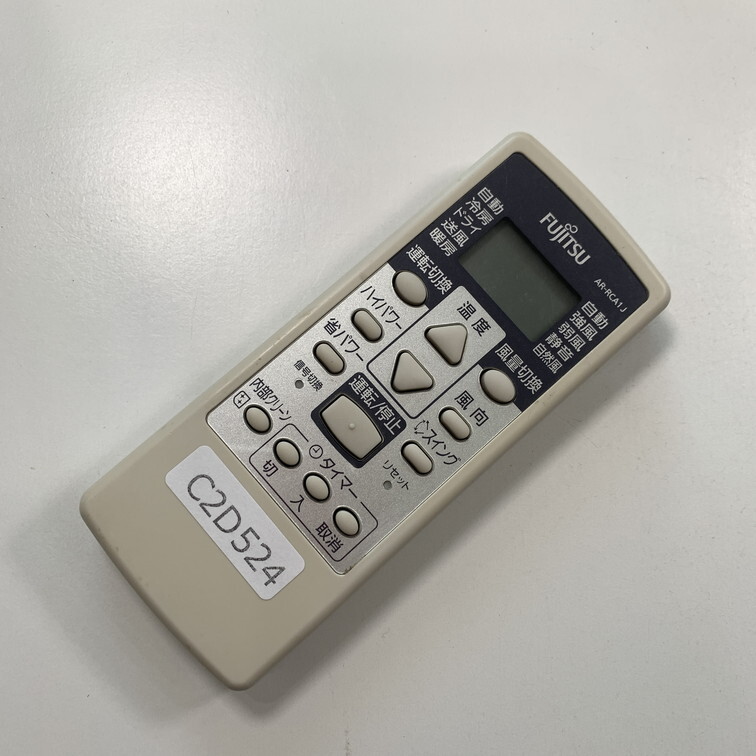 FUJITSU
AR-RCA1J
自動
冷房
ドライ
送風
暖房
運転切換
自動
強風
弱風
静音
自然風
風量切換
温度
ハイパワー
省パワー
信号切換
運転/停止
風向
スイング
リセット
内部クリーン
タイマー
切
入
取消
C2D524